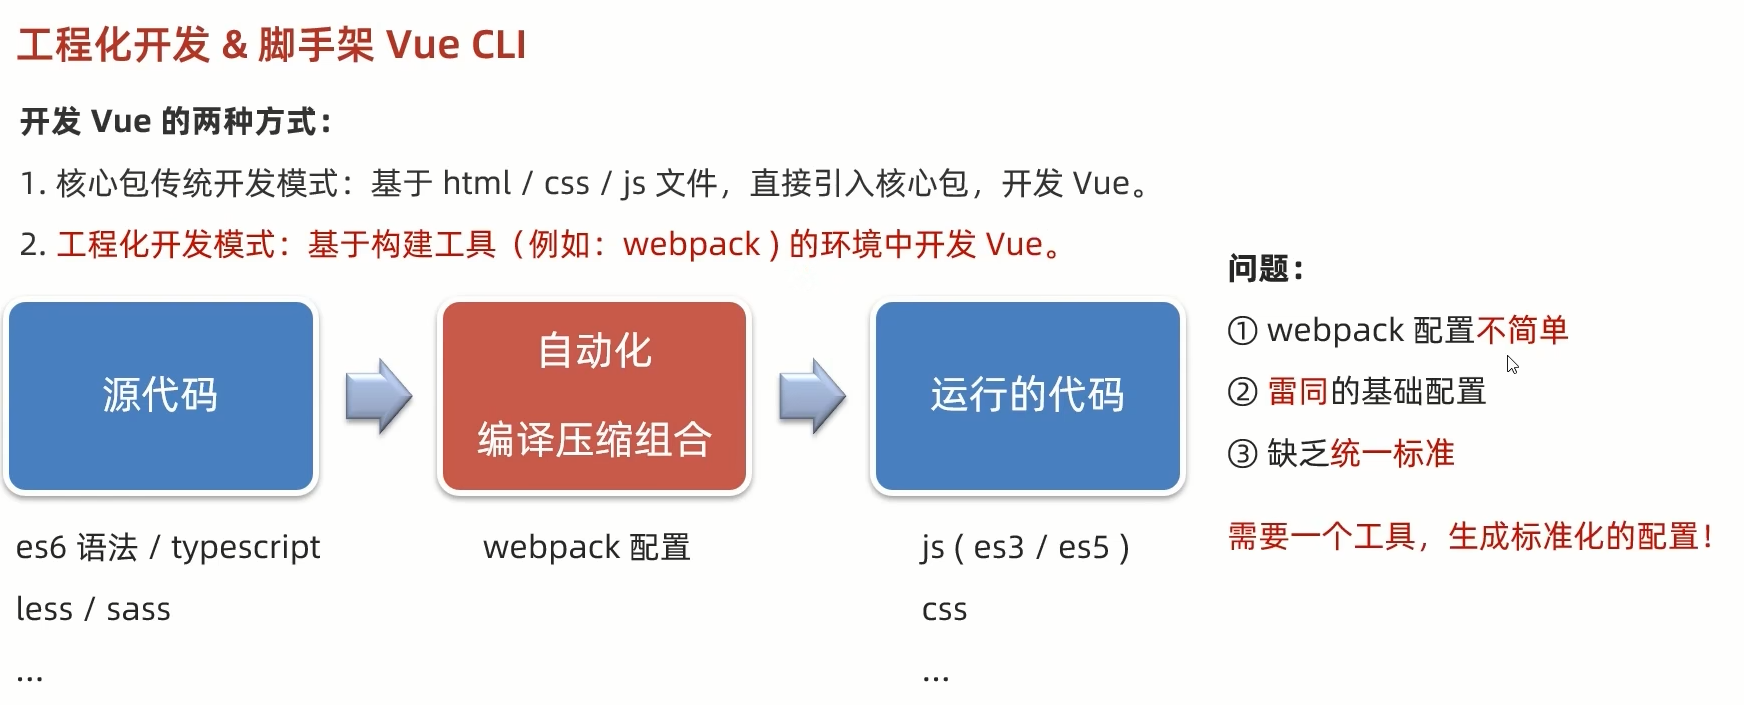 工程化开发 & 脚手架 Vue CLI
开发 Vue 的两种方式：
1. 核心包传统开发模式：基于 html / css / js 文件，直接引入核心包，开发 Vue。
2. 工程化开发模式：基于构建工具（例如：webpack ) 的环境中开发 Vue。
源代码
自动化
编译压缩组合
运行的代码
es6 语法 / typescript
less / sass
...
webpack 配置
js ( es3 / es5 )
css
...
问题：
① webpack 配置不简单
② 雷同的基础配置
③ 缺乏统一标准
需要一个工具，生成标准化的配置！